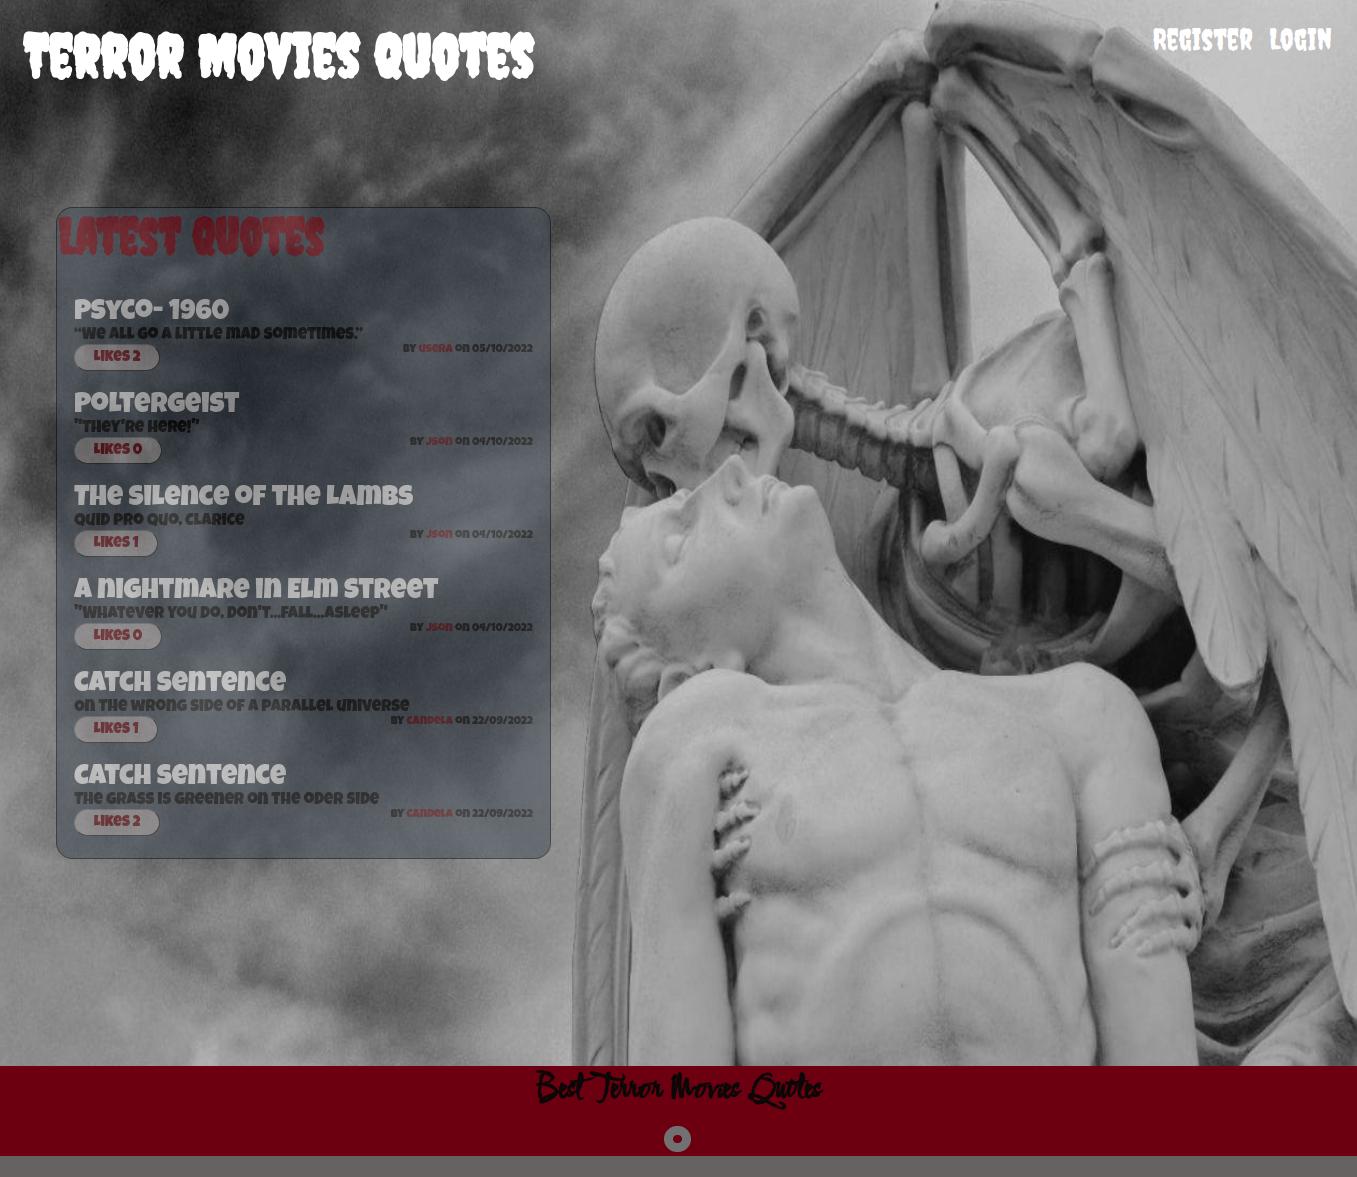 TERROR MOVIES QUOTES
REGISTER LOGIN
LATEST QUOTES
PSYCO- 1960
"WE ALL GO A LITTLE MAD SOMETIMES."
LIKES 2
BY USERA ON 05/10/2022
POLTERGEIST
"THEY'RE HERE!"
LIKES 0
BY JSON ON 04/10/2022
THE SILENCE OF THE LAMBS
QUID PRO QUO, CLARICE
LIKES 1
BY JSON ON 04/10/2022
A NIGHTMARE IN ELM STREET
"WHATEVER YOU DO, DON'T...FALL...ASLEEP"
LIKES 0
BY JSON ON 04/10/2022
CATCH SENTENCE
ON THE WRONG SIDE OF A PARALLEL UNIVERSE
LIKES 1
BY CANDELA ON 22/09/2022
CATCH SENTENCE
THE GRASS IS GREENER ON THE ODER SIDE
LIKES 2
BY CANDELA ON 22/09/2022
Best Terror Movies Quotes